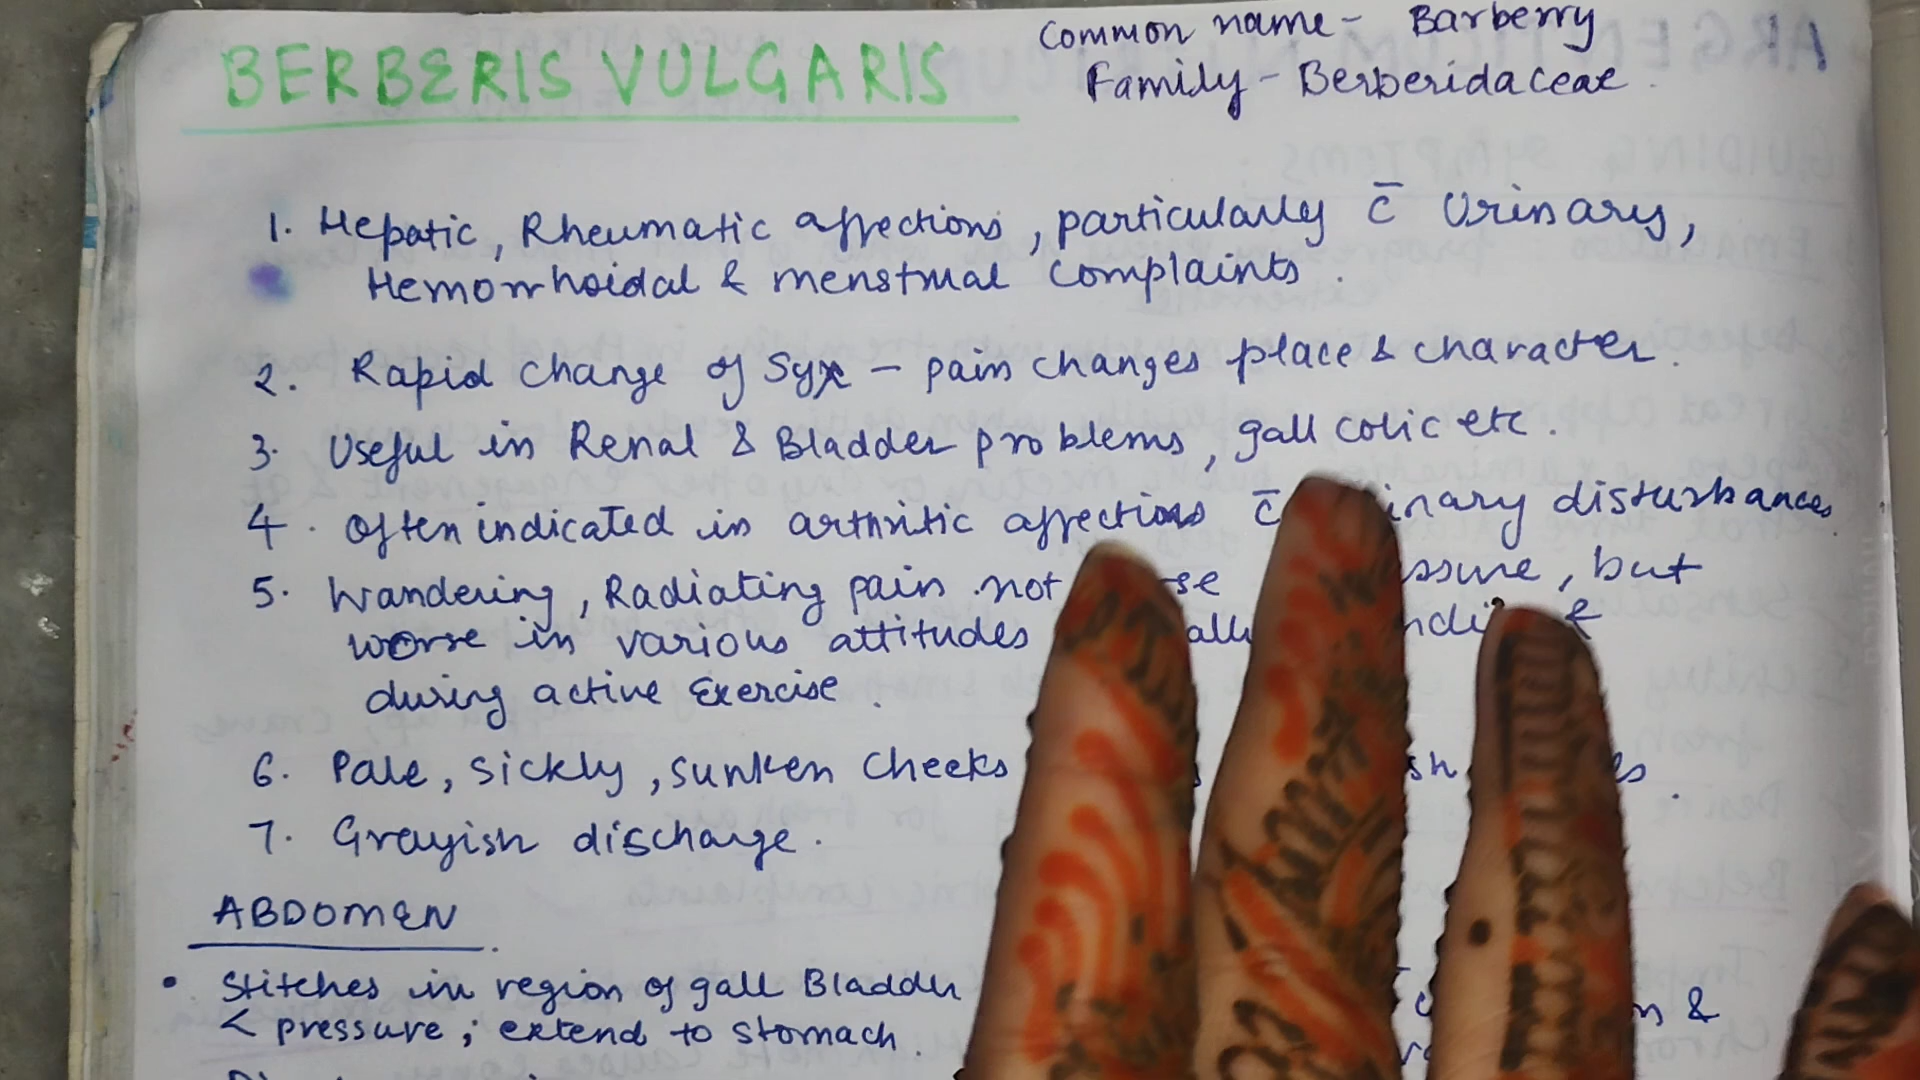 BERBERIS VULGARIS
Common name - Barberry
Family - Berberidaceae
1. Hepatic, Rheumatic affections, particularly c̄ Urinary,
Hemorrhoidal & menstrual complaints.
2. Rapid change of Syx - pain changes place & character.
3. Useful in Renal & Bladder problems, gall colic etc.
4. Often indicated in arthritic affections c̄ disturbances.
5. Wandering, Radiating pain not , but
worse in various attitudes &
during active Exercise.
6. Pale, sickly, sunken cheeks
7. Grayish discharge.
ABDOMEN
• Stitches in region of gall Bladder
< pressure; extend to stomach.
&